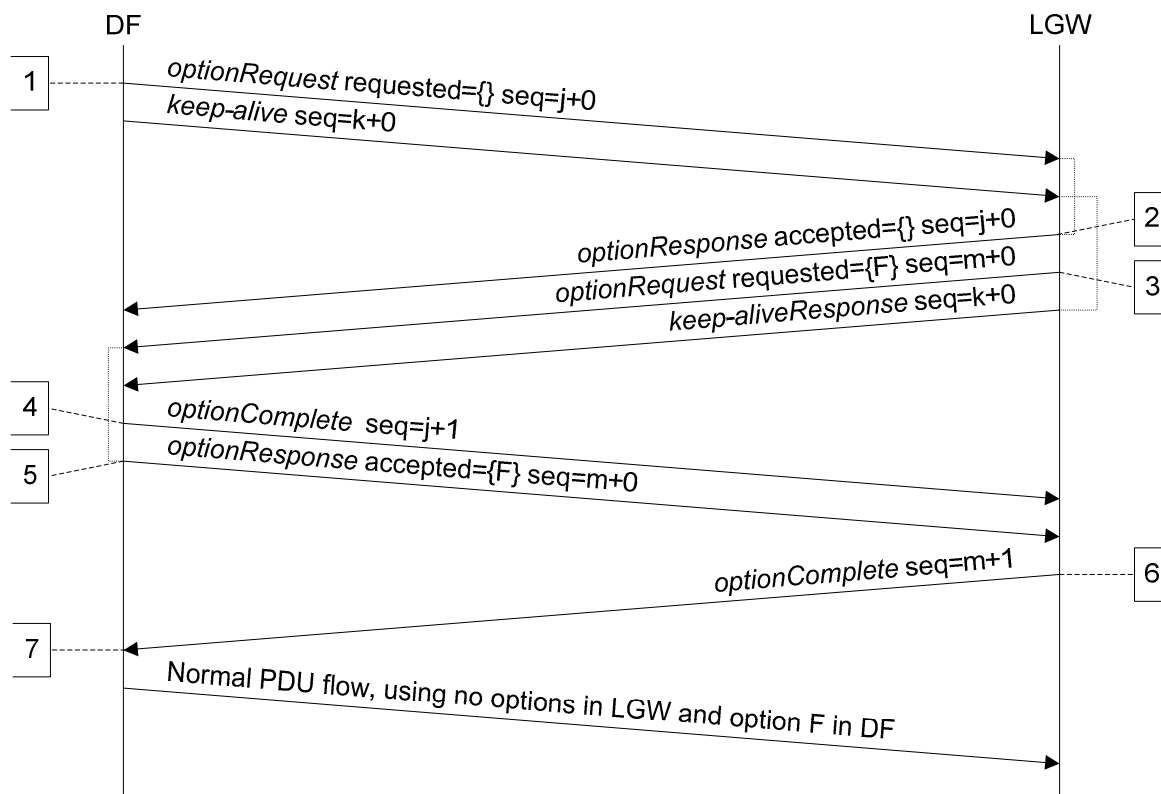 DF
LGW
1
optionRequest requested={} seq=j+0
keep-alive seq=k+0
2
optionResponse accepted={} seq=j+0
optionRequest requested={F} seq=m+0
3
keep-aliveResponse seq=k+0
4
optionComplete seq=j+1
5
optionResponse accepted={F} seq=m+0
optionComplete seq=m+1
6
7
Normal PDU flow, using no options in LGW and option F in DF